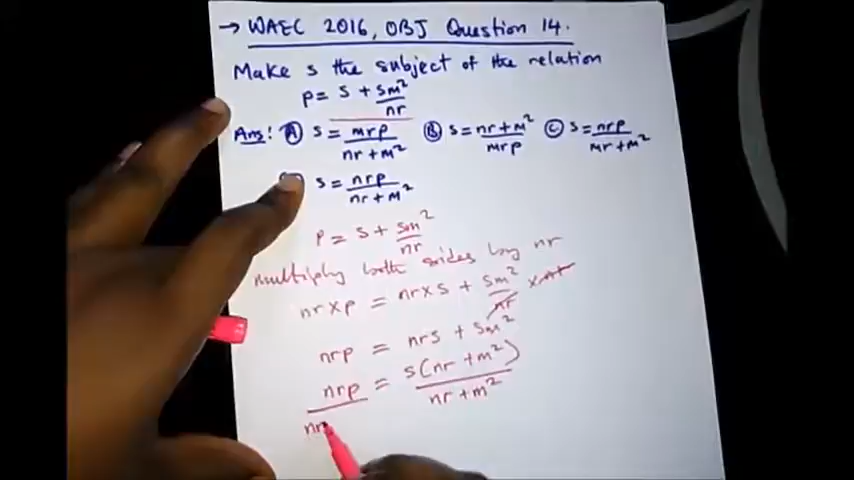 → WAEC 2016, OBJ Question 14.
Make s the subject of the relation
P = S + sm²/nr
Ans: Ⓐ S = mrp/nr+m² Ⓑ S = nr+m²/mrp Ⓒ S = nrp/mr+m²
S = nrp/nr+m²
P = S + sm²/nr
multiply both sides by nr
nr×p = nr×s + sm²/nr × nr
nrp = nrs + sm²
nrp = s(nr+m²)/nr+m²
nr